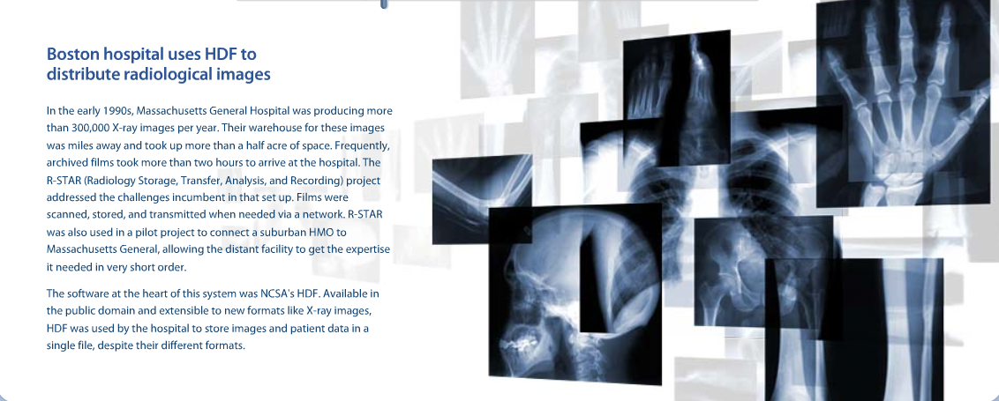 Boston hospital uses HDF to
distribute radiological images
In the early 1990s, Massachusetts General Hospital was producing more
than 300,000 X-ray images per year. Their warehouse for these images
was miles away and took up more than a half acre of space. Frequently,
archived films took more than two hours to arrive at the hospital. The
R-STAR (Radiology Storage, Transfer, Analysis, and Recording) project
addressed the challenges incumbent in that set up. Films were
scanned, stored, and transmitted when needed via a network. R-STAR
was also used in a pilot project to connect a suburban HMO to
Massachusetts General, allowing the distant facility to get the expertise
it needed in very short order.
The software at the heart of this system was NCSA's HDF. Available in
the public domain and extensible to new formats like X-ray images,
HDF was used by the hospital to store images and patient data in a
single file, despite their different formats.